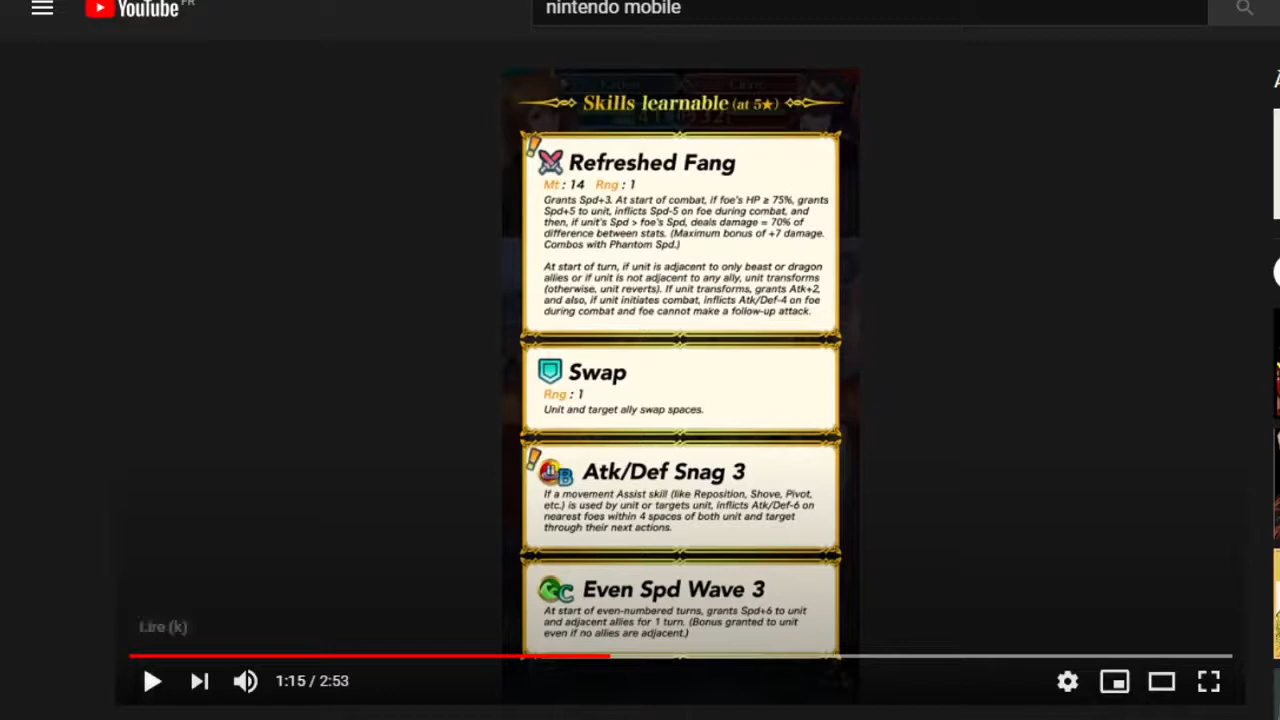 YouTube FR
nintendo mobile
Skills learnable (at 5★)
Refreshed Fang
Mt : 14 Rng : 1
Grants Spd+3. At start of combat, if foe's HP ≥ 75%, grants
Spd+5 to unit, inflicts Spd-5 on foe during combat, and
then, if unit's Spd > foe's Spd, deals damage = 70% of
difference between stats. (Maximum bonus of +7 damage.
Combos with Phantom Spd.)
At start of turn, if unit is adjacent to only beast or dragon
allies or if unit is not adjacent to any ally, unit transforms
(otherwise, unit reverts). If unit transforms, grants Atk+2,
and also, if unit initiates combat, inflicts Atk/Def-4 on foe
during combat and foe cannot make a follow-up attack.
Swap
Rng : 1
Unit and target ally swap spaces.
B Atk/Def Snag 3
If a movement Assist skill (like Reposition, Shove, Pivot,
etc.) is used by unit or targets unit, inflicts Atk/Def-6 on
nearest foes within 4 spaces of both unit and target
through their next actions.
C Even Spd Wave 3
At start of even-numbered turns, grants Spd+6 to unit
and adjacent allies for 1 turn. (Bonus granted to unit
even if no allies are adjacent.)
Lire (k)
1:15 / 2:53